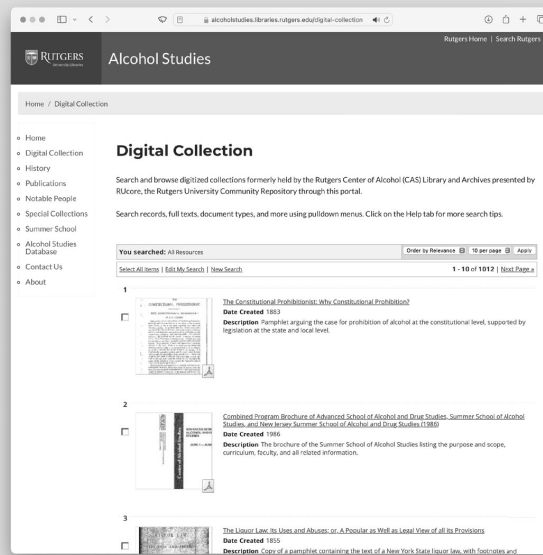 alcoholstudies.libraries.rutgers.edu/digital-collection
Rutgers Home | Search Rutgers
RUTGERS
University Libraries
Alcohol Studies
Home / Digital Collection
Home
Digital Collection
History
Publications
Notable People
Special Collections
Summer School
Alcohol Studies
Database
Contact Us
About
Digital Collection
Search and browse digitized collections formerly held by the Rutgers Center of Alcohol (CAS) Library and Archives presented by
RUcore, the Rutgers University Community Repository through this portal.
Search records, full texts, document types, and more using pulldown menus. Click on the Help tab for more search tips.
You searched: All Resources
Order by Relevance 10 per page Apply
Select All Items | Edit My Search | New Search
1 - 10 of 1012 | Next Page »
1
CONSTITUTIONAL PROHIBITIONIST
The Constitutional Prohibitionist: Why Constitutional Prohibition?
Date Created 1883
Description Pamphlet arguing the case for prohibition of alcohol at the constitutional level, supported by
legislation at the state and local level.
2
Center of Alcohol Studies
Combined Program Brochure of Advanced School of Alcohol and Drug Studies, Summer School of Alcohol
Studies, and New Jersey Summer School of Alcohol and Drug Studies (1986)
Date Created 1986
Description The brochure of the Summer School of Alcohol Studies listing the purpose and scope,
curriculum, faculty, and all related information.
3
The Liquor Law: Its Uses and Abuses; or, A Popular as Well as Legal View of all its Provisions
Date Created 1855
Description Copy of a pamphlet containing the text of a New York State liquor law, with footnotes and